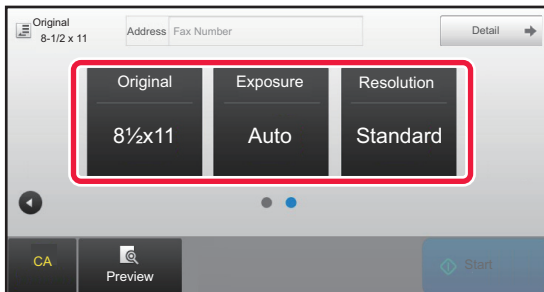 Original
8-1/2 x 11
Address Fax Number
Detail
Original Exposure Resolution
8½x11 Auto Standard
CA
Preview
Start